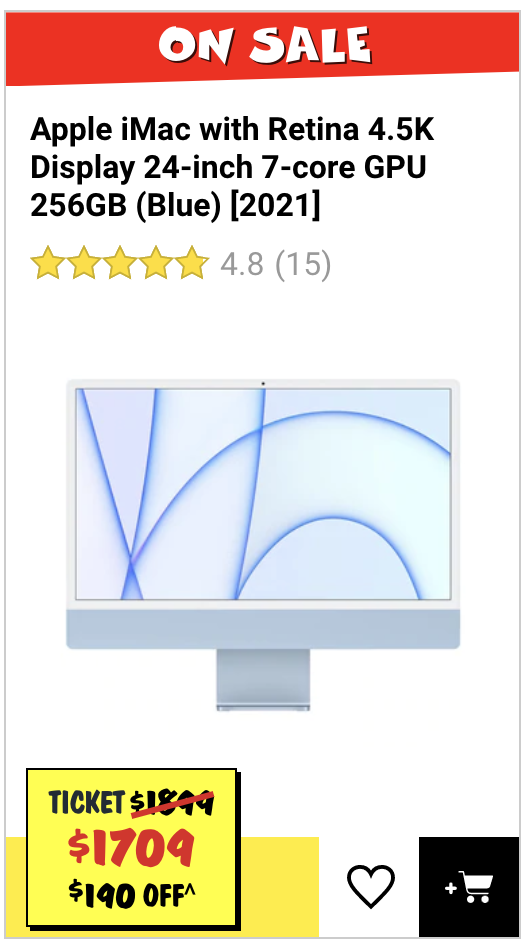 ON SALE
Apple iMac with Retina 4.5K
Display 24-inch 7-core GPU
256GB (Blue) [2021]
4.8 (15)
TICKET $1899
$1709
$190 OFF^
+